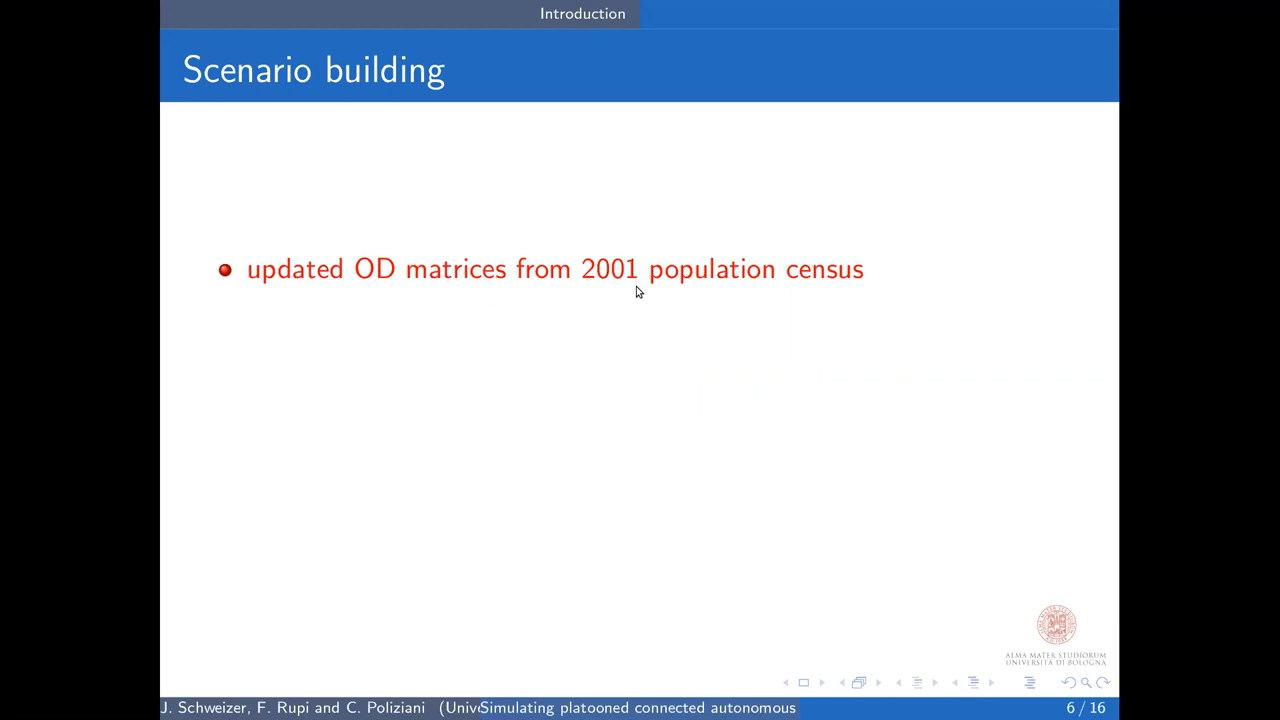 Introduction
Scenario building
updated OD matrices from 2001 population census
ALMA MATER STUDIORUM
UNIVERSITÀ DI BOLOGNA
J. Schweizer, F. Rupi and C. Poliziani (Unive Simulating platooned connected autonomous 6 / 16